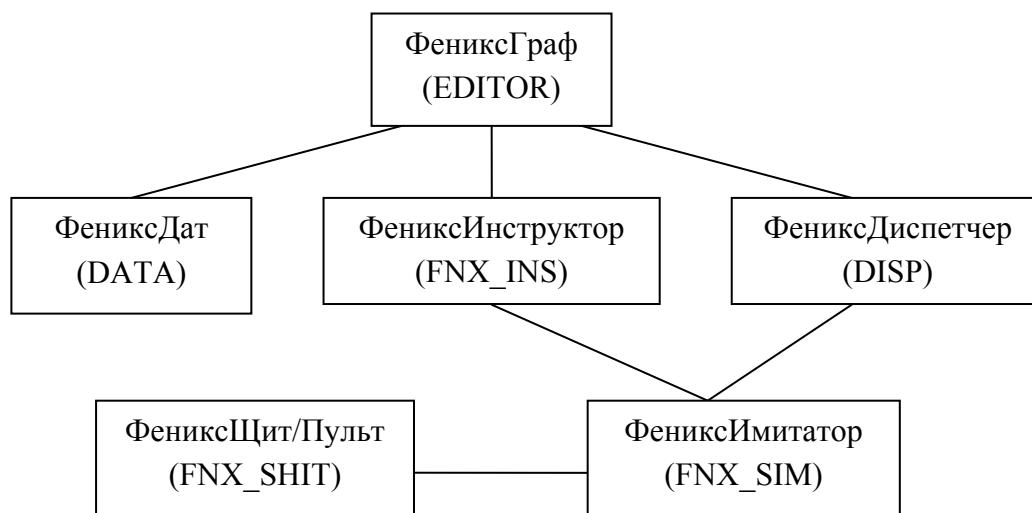 ФениксГраф
(EDITOR)
ФениксДат
(DATA)
ФениксИнструктор
(FNX_INS)
ФениксДиспетчер
(DISP)
ФениксЩит/Пульт
(FNX_SHIT)
ФениксИмитатор
(FNX_SIM)